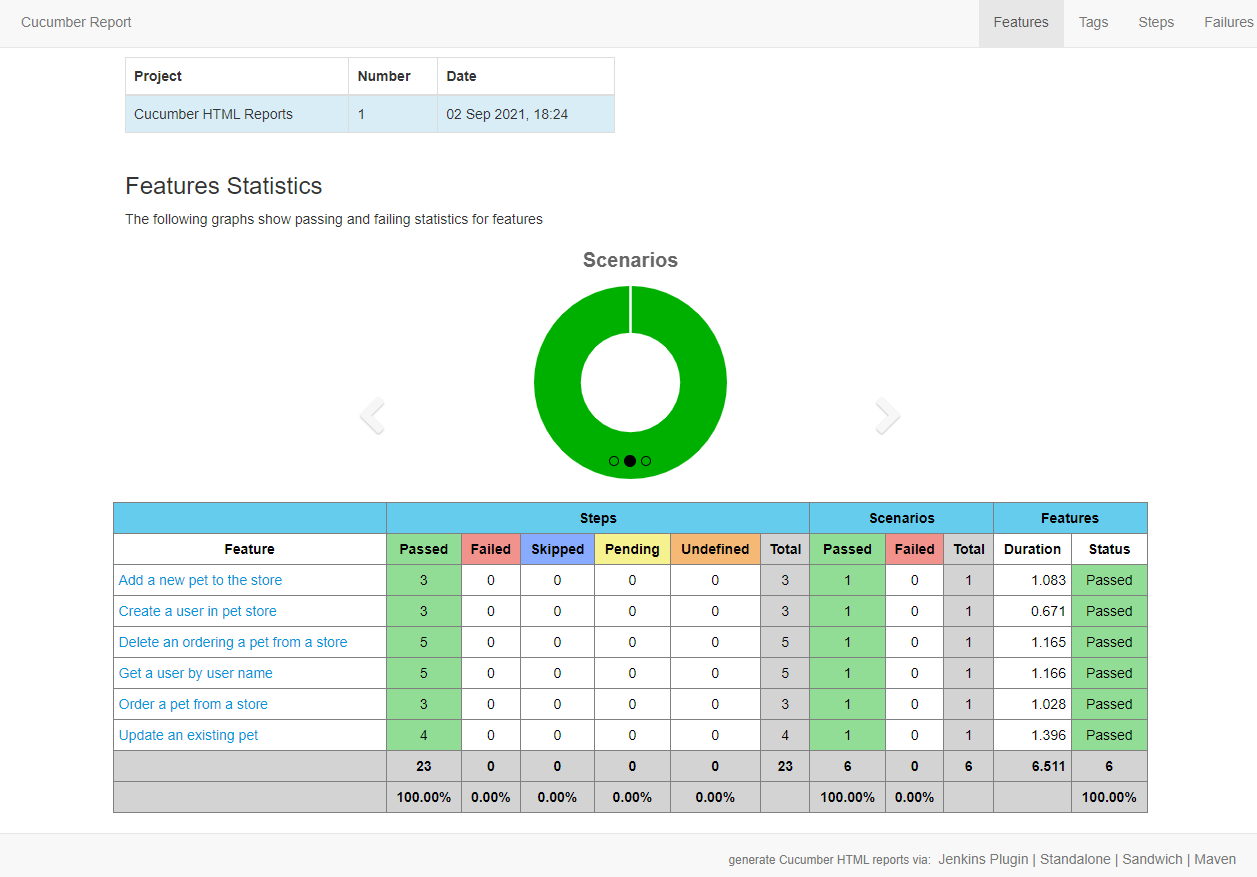 Cucumber Report Features Tags Steps Failures
Project Number Date
Cucumber HTML Reports 1 02 Sep 2021, 18:24
Features Statistics
The following graphs show passing and failing statistics for features
Scenarios
Steps Scenarios Features
Feature Passed Failed Skipped Pending Undefined Total Passed Failed Total Duration Status
Add a new pet to the store 3 0 0 0 0 3 1 0 1 1.083 Passed
Create a user in pet store 3 0 0 0 0 3 1 0 1 0.671 Passed
Delete an ordering a pet from a store 5 0 0 0 0 5 1 0 1 1.165 Passed
Get a user by user name 5 0 0 0 0 5 1 0 1 1.166 Passed
Order a pet from a store 3 0 0 0 0 3 1 0 1 1.028 Passed
Update an existing pet 4 0 0 0 0 4 1 0 1 1.396 Passed
23 0 0 0 0 23 6 0 6 6.511 6
100.00% 0.00% 0.00% 0.00% 0.00% 100.00% 0.00% 100.00%
generate Cucumber HTML reports via: Jenkins Plugin | Standalone | Sandwich | Maven